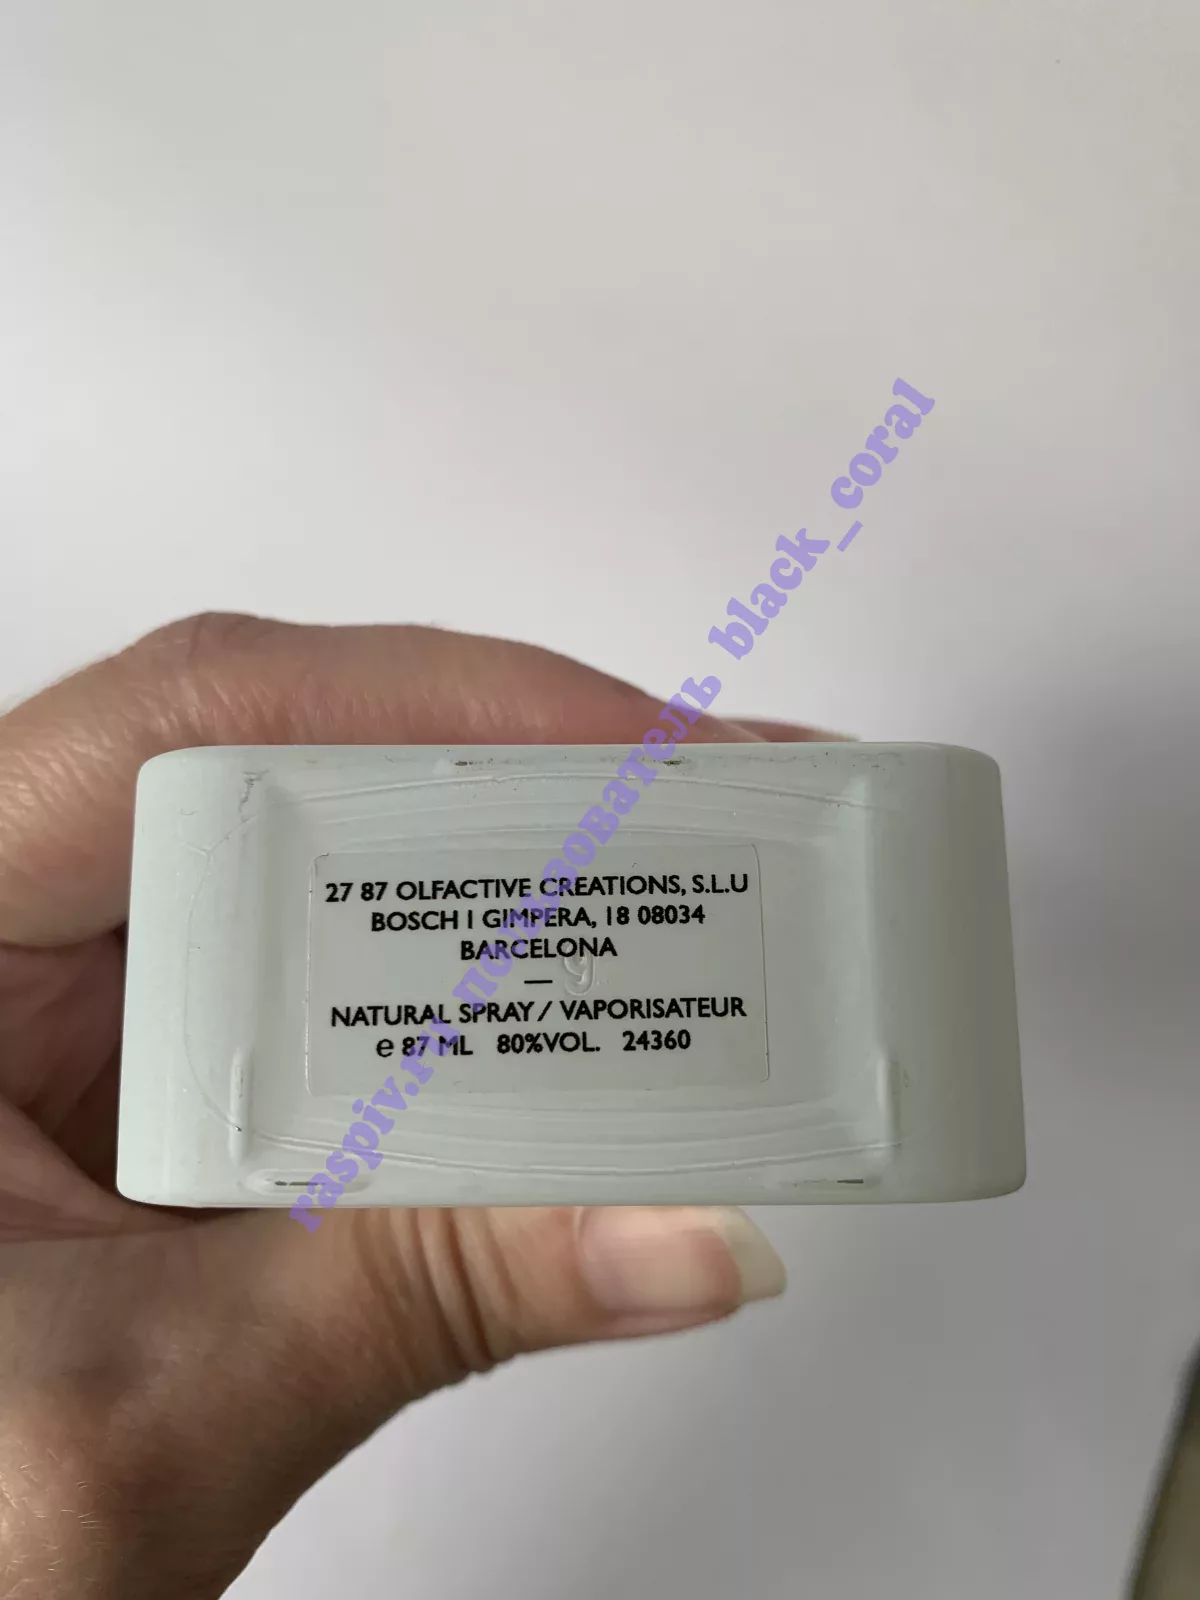 27 87 OLFACTIVE CREATIONS, S.L.U
BOSCH I GIMPERA, 18 08034
BARCELONA
—
NATURAL SPRAY / VAPORISATEUR
℮ 87 ML 80%VOL. 24360
9
raspiv.ru пользователь black_coral